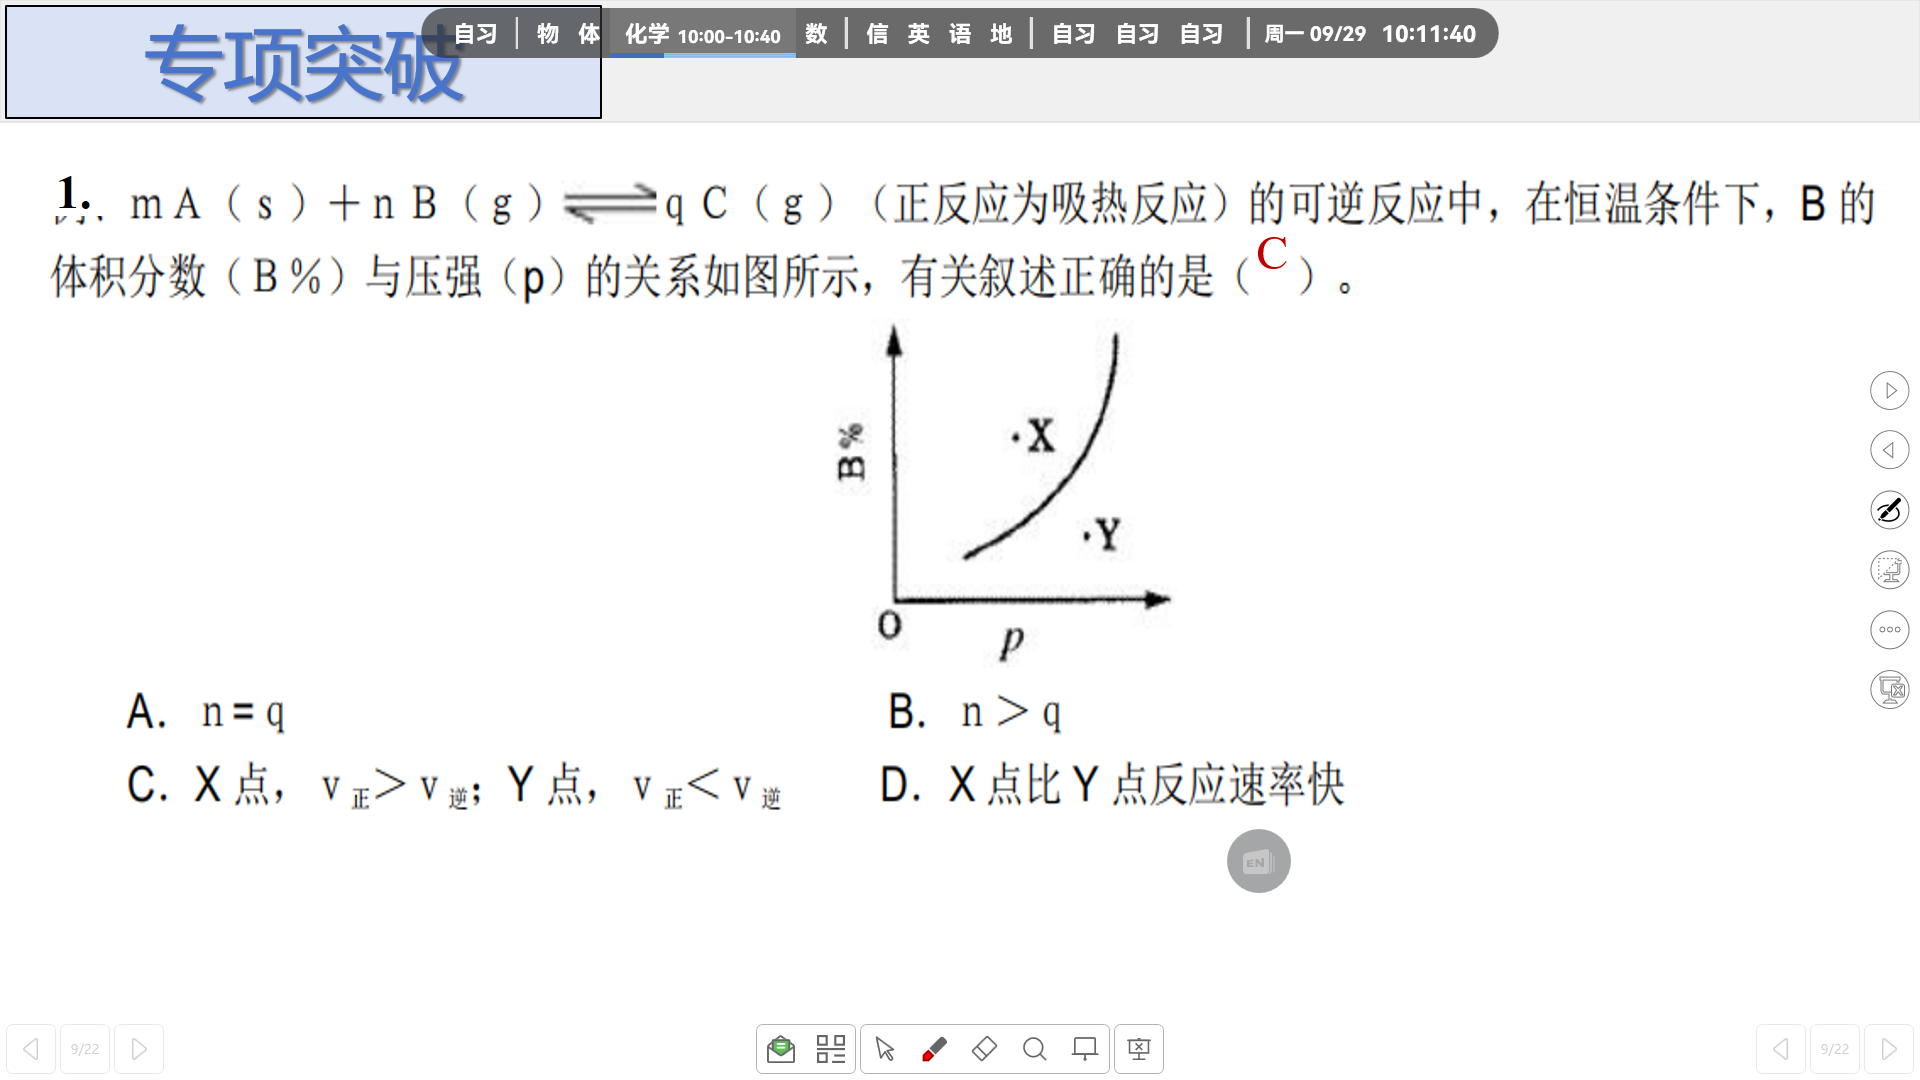 专项突破
自习 物 体 化学 10:00-10:40 数 信 英 语 地 自习 自习 自习 周一 09/29 10:11:40
1. mA(s)+nB(g)⇌qC(g)(正反应为吸热反应)的可逆反应中，在恒温条件下，B的
体积分数(B%)与压强(p)的关系如图所示，有关叙述正确的是( C )。
B%
·X
·Y
O
p
A. n=q
B. n>q
C. X点，v正>v逆；Y点，v正<v逆
D. X点比Y点反应速率快
EN
9/22
9/22